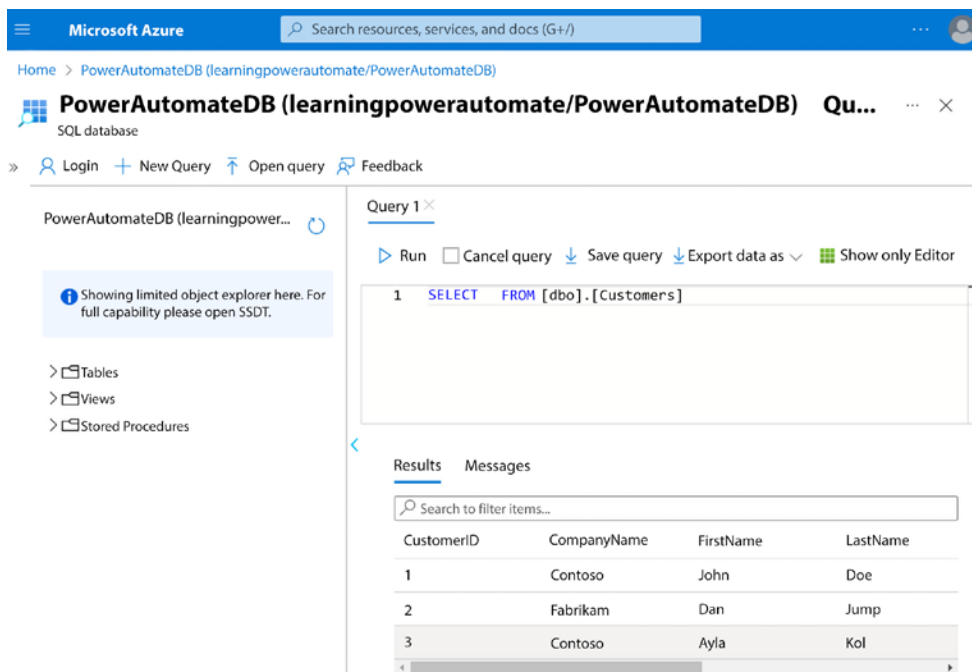 Microsoft Azure
Search resources, services, and docs (G+/)
...
Home > PowerAutomateDB (learningpowerautomate/PowerAutomateDB)
PowerAutomateDB (learningpowerautomate/PowerAutomateDB) Qu... ...
SQL database
» Login New Query Open query Feedback
PowerAutomateDB (learningpower...
Query 1
Run Cancel query Save query Export data as Show only Editor
Showing limited object explorer here. For
full capability please open SSDT.
1 SELECT FROM [dbo].[Customers]
Tables
Views
Stored Procedures
Results Messages
Search to filter items...
CustomerID CompanyName FirstName LastName
1 Contoso John Doe
2 Fabrikam Dan Jump
3 Contoso Ayla Kol